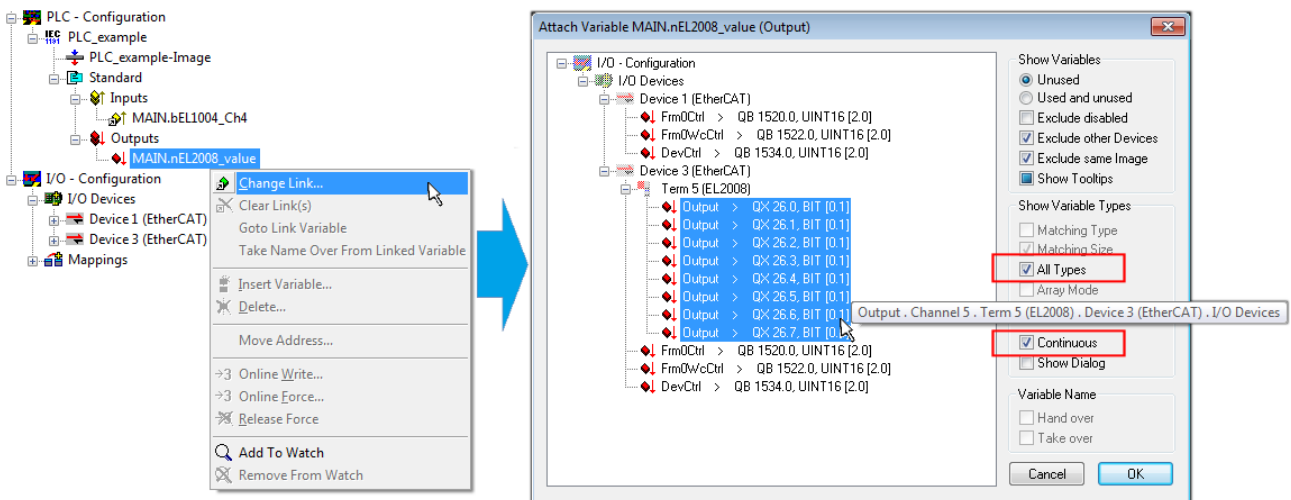 PLC - Configuration
IEC 1131 PLC_example
PLC_example-Image
Standard
Inputs
MAIN.bEL1004_Ch4
Outputs
MAIN.nEL2008_value
I/O - Configuration
I/O Devices
Device 1 (EtherCAT)
Device 3 (EtherCAT)
Mappings
Change Link...
Clear Link(s)
Goto Link Variable
Take Name Over From Linked Variable
Insert Variable...
Delete...
Move Address...
→3 Online Write...
→3 Online Force...
Release Force
Add To Watch
Remove From Watch
Attach Variable MAIN.nEL2008_value (Output)
I/O - Configuration
I/O Devices
Device 1 (EtherCAT)
Frm0Ctrl > QB 1520.0, UINT16 [2.0]
Frm0WcCtrl > QB 1522.0, UINT16 [2.0]
DevCtrl > QB 1534.0, UINT16 [2.0]
Device 3 (EtherCAT)
Term 5 (EL2008)
Output > QX 26.0, BIT [0.1]
Output > QX 26.1, BIT [0.1]
Output > QX 26.2, BIT [0.1]
Output > QX 26.3, BIT [0.1]
Output > QX 26.4, BIT [0.1]
Output > QX 26.5, BIT [0.1]
Output > QX 26.6, BIT [0.1]
Output > QX 26.7, BIT
Output . Channel 5 . Term 5 (EL2008) . Device 3 (EtherCAT) . I/O Devices
Frm0Ctrl > QB 1520.0, UINT16 [2.0]
Frm0WcCtrl > QB 1522.0, UINT16 [2.0]
DevCtrl > QB 1534.0, UINT16 [2.0]
Show Variables
Unused
Used and unused
Exclude disabled
Exclude other Devices
Exclude same Image
Show Tooltips
Show Variable Types
Matching Type
Matching Size
All Types
Array Mode
Continuous
Show Dialog
Variable Name
Hand over
Take over
Cancel
OK